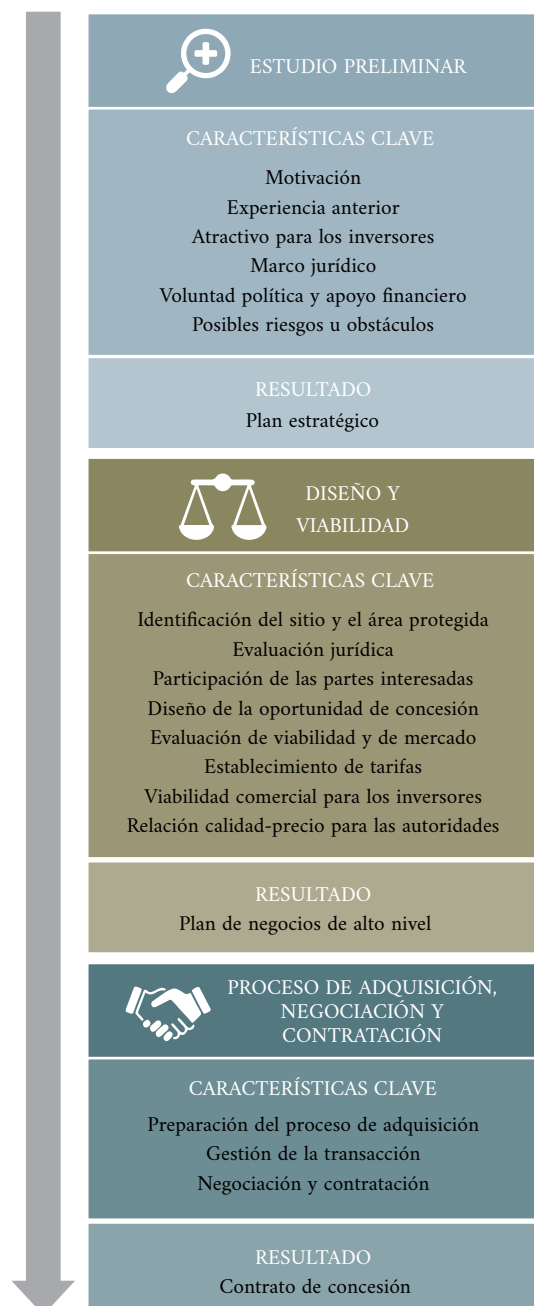 ESTUDIO PRELIMINAR
CARACTERÍSTICAS CLAVE
Motivación
Experiencia anterior
Atractivo para los inversores
Marco jurídico
Voluntad política y apoyo financiero
Posibles riesgos u obstáculos
RESULTADO
Plan estratégico
DISEÑO Y
VIABILIDAD
CARACTERÍSTICAS CLAVE
Identificación del sitio y el área protegida
Evaluación jurídica
Participación de las partes interesadas
Diseño de la oportunidad de concesión
Evaluación de viabilidad y de mercado
Establecimiento de tarifas
Viabilidad comercial para los inversores
Relación calidad-precio para las autoridades
RESULTADO
Plan de negocios de alto nivel
PROCESO DE ADQUISICIÓN,
NEGOCIACIÓN Y
CONTRATACIÓN
CARACTERÍSTICAS CLAVE
Preparación del proceso de adquisición
Gestión de la transacción
Negociación y contratación
RESULTADO
Contrato de concesión